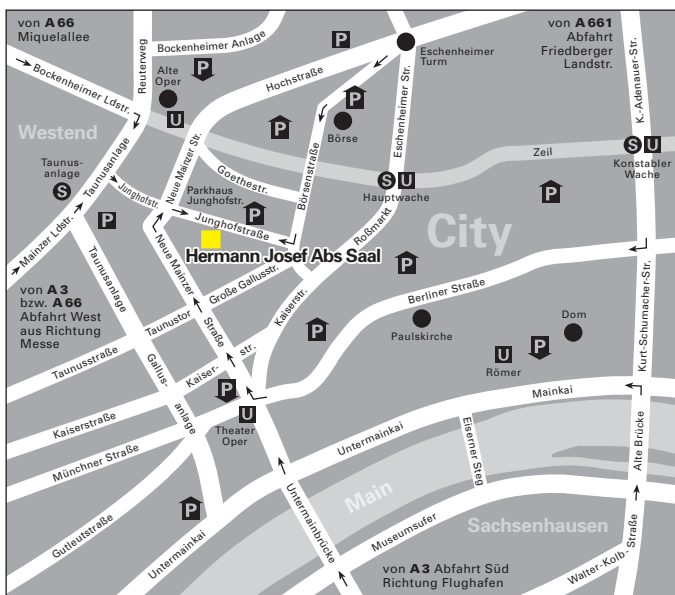 von A 66
Miquelallee
Reuterweg
Bockenheimer Anlage
P
P
Eschenheimer
Turm
von A 661
Abfahrt
Friedberger
Landstr.
K.-Adenauer-Str.
Bockenheimer Ldstr.
Alte
Oper
U
Hochstraße
P
P
Börse
Eschenheimer Str.
Westend
Taunus-
anlage
S
Taunusanlage
Junghofstr.
Neue Mainzer Str.
Goethestr.
Börsenstraße
Zeil
S U
Hauptwache
S U
Konstabler
Wache
P
Parkhaus
Junghofstr.
P
Junghofstraße
P
Mainzer Ldstr.
Hermann Josef Abs Saal
Roßmarkt
City
P
von A 3
bzw. A 66
Abfahrt West
aus Richtung
Messe
Taunusanlage
Neue Mainzer
Straße
Große Gallusstr.
Taunustor
Taunusstraße
Kaiserstr.
Berliner Straße
P
Paulskirche
Dom
U
Römer
P
Kurt-Schumacher-Str.
Gallus-
anlage
Kaiser-
str.
Kaiserstraße
P
U
Theater
Oper
Münchner Straße
Mainkai
Untermainkai
Eiserner Steg
Alte Brücke
P
Gutleutstraße
Untermainkai
Untermainbrücke
Main
Museumsufer
Sachsenhausen
Walter-Kolb-
Straße
von A 3 Abfahrt Süd
Richtung Flughafen